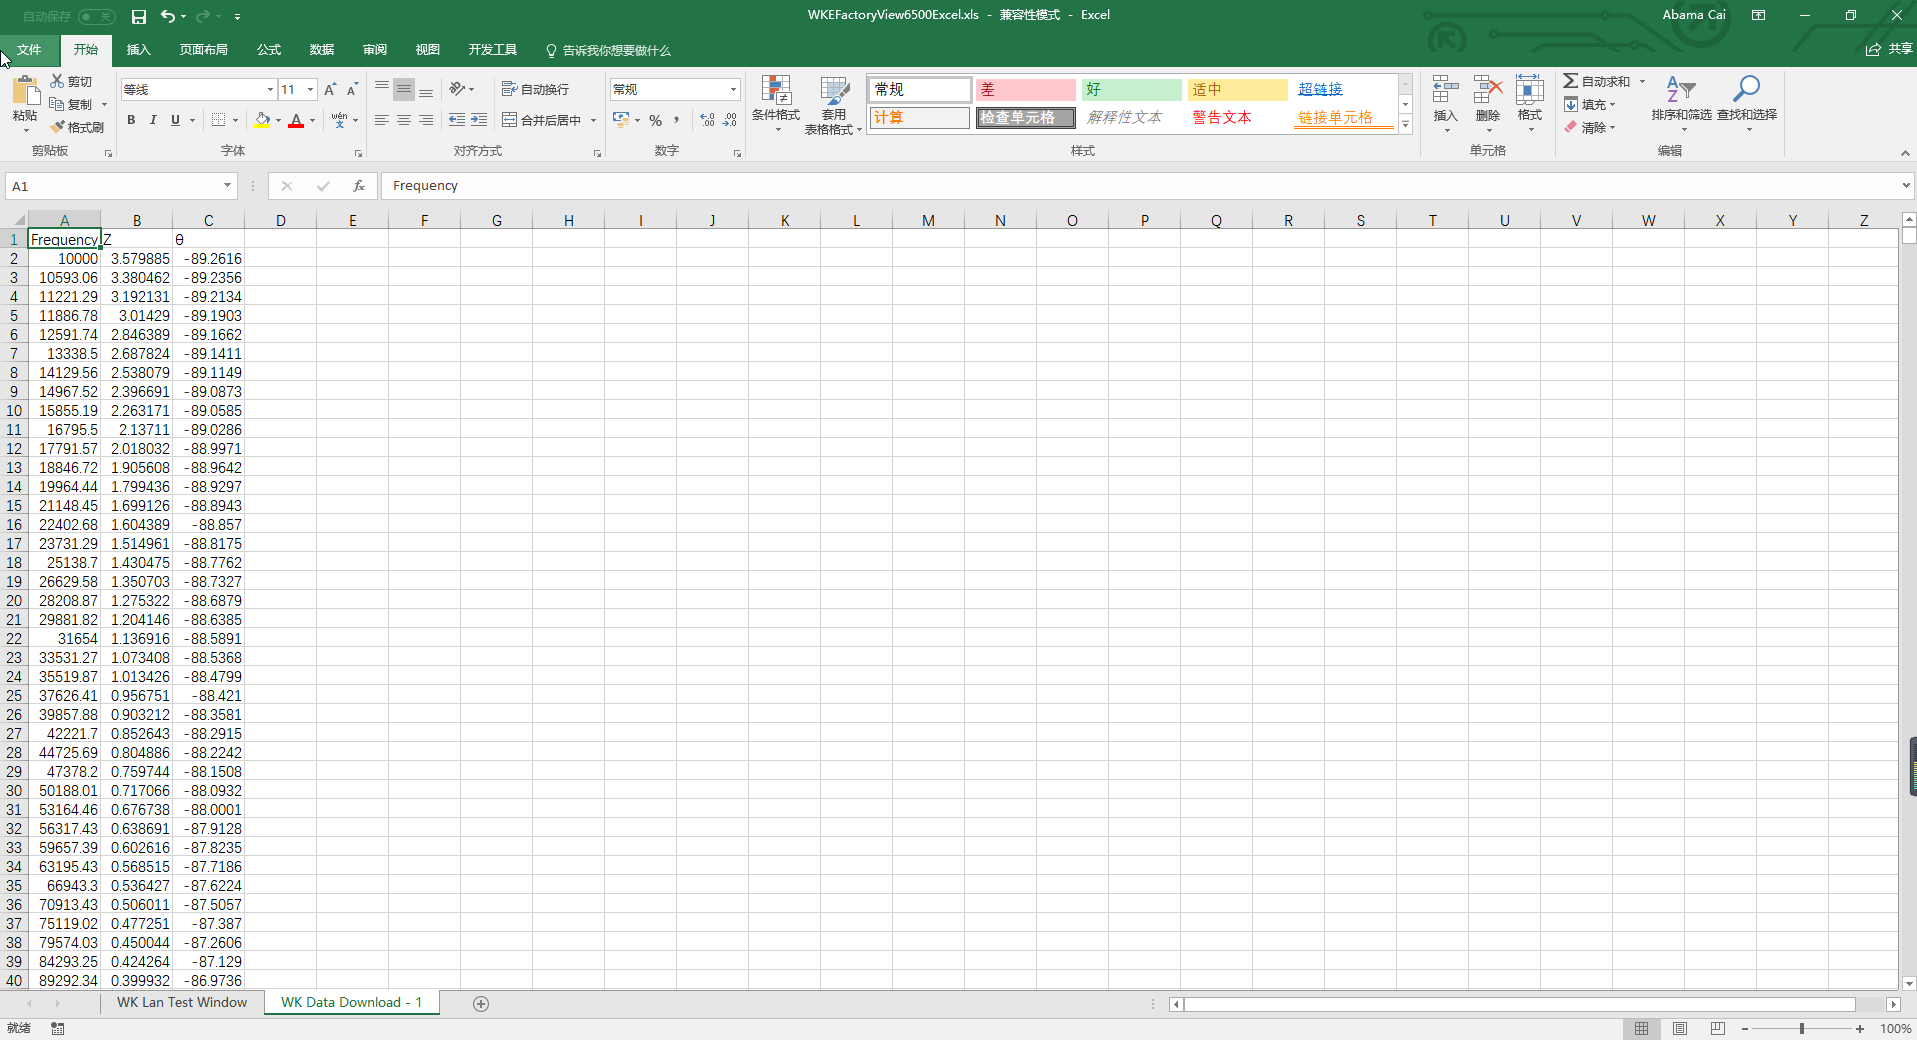 自动保存 关 WKEFactoryView6500Excel.xls - 兼容性模式 - Excel Abama Cai
文件 开始 插入 页面布局 公式 数据 审阅 视图 开发工具 告诉我你想要做什么 共享
粘贴 剪切 复制 格式刷 剪贴板
等线 11 A A
B I U A wén 文 字体
自动换行 合并后居中 对齐方式
常规 % , 数字
条件格式 套用 表格格式
常规 差 好 适中 超链接
计算 检查单元格 解释性文本 警告文本 链接单元格
样式
插入 删除 格式 单元格
自动求和 填充 清除 排序和筛选 查找和选择 编辑
A1 fx Frequency
A B C D E F G H I J K L M N O P Q R S T U V W X Y Z
1 Frequency Z θ
2 10000 3.579885 -89.2616
3 10593.06 3.380462 -89.2356
4 11221.29 3.192131 -89.2134
5 11886.78 3.01429 -89.1903
6 12591.74 2.846389 -89.1662
7 13338.5 2.687824 -89.1411
8 14129.56 2.538079 -89.1149
9 14967.52 2.396691 -89.0873
10 15855.19 2.263171 -89.0585
11 16795.5 2.13711 -89.0286
12 17791.57 2.018032 -88.9971
13 18846.72 1.905608 -88.9642
14 19964.44 1.799436 -88.9297
15 21148.45 1.699126 -88.8943
16 22402.68 1.604389 -88.857
17 23731.29 1.514961 -88.8175
18 25138.7 1.430475 -88.7762
19 26629.58 1.350703 -88.7327
20 28208.87 1.275322 -88.6879
21 29881.82 1.204146 -88.6385
22 31654 1.136916 -88.5891
23 33531.27 1.073408 -88.5368
24 35519.87 1.013426 -88.4799
25 37626.41 0.956751 -88.421
26 39857.88 0.903212 -88.3581
27 42221.7 0.852643 -88.2915
28 44725.69 0.804886 -88.2242
29 47378.2 0.759744 -88.1508
30 50188.01 0.717066 -88.0932
31 53164.46 0.676738 -88.0001
32 56317.43 0.638691 -87.9128
33 59657.39 0.602616 -87.8235
34 63195.43 0.568515 -87.7186
35 66943.3 0.536427 -87.6224
36 70913.43 0.506011 -87.5057
37 75119.02 0.477251 -87.387
38 79574.03 0.450044 -87.2606
39 84293.25 0.424264 -87.129
40 89292.34 0.399932 -86.9736
WK Lan Test Window WK Data Download - 1
就绪 100%